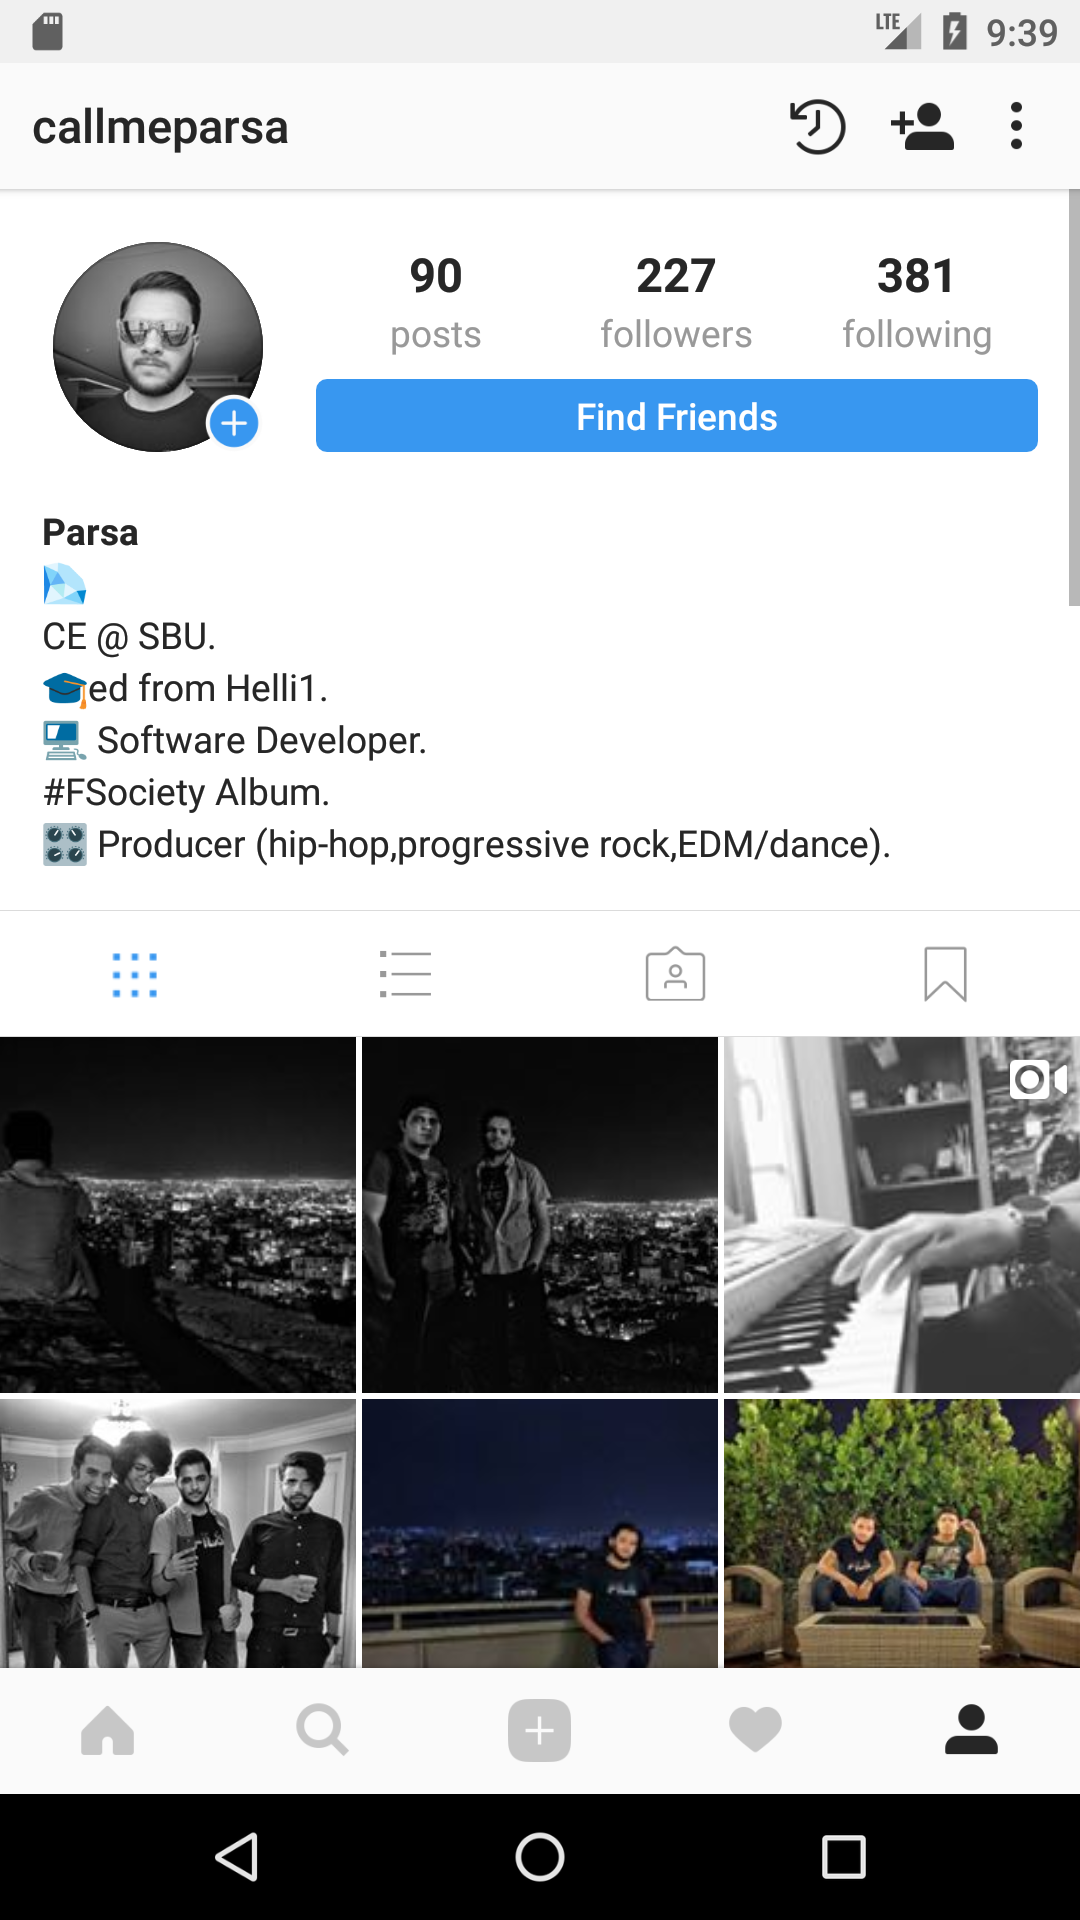 LTE 9:39
callmeparsa
90 227 381
posts followers following
Find Friends
Parsa
CE @ SBU.
🎓ed from Helli1.
🖥 Software Developer.
#FSociety Album.
🎛 Producer (hip-hop,progressive rock,EDM/dance).